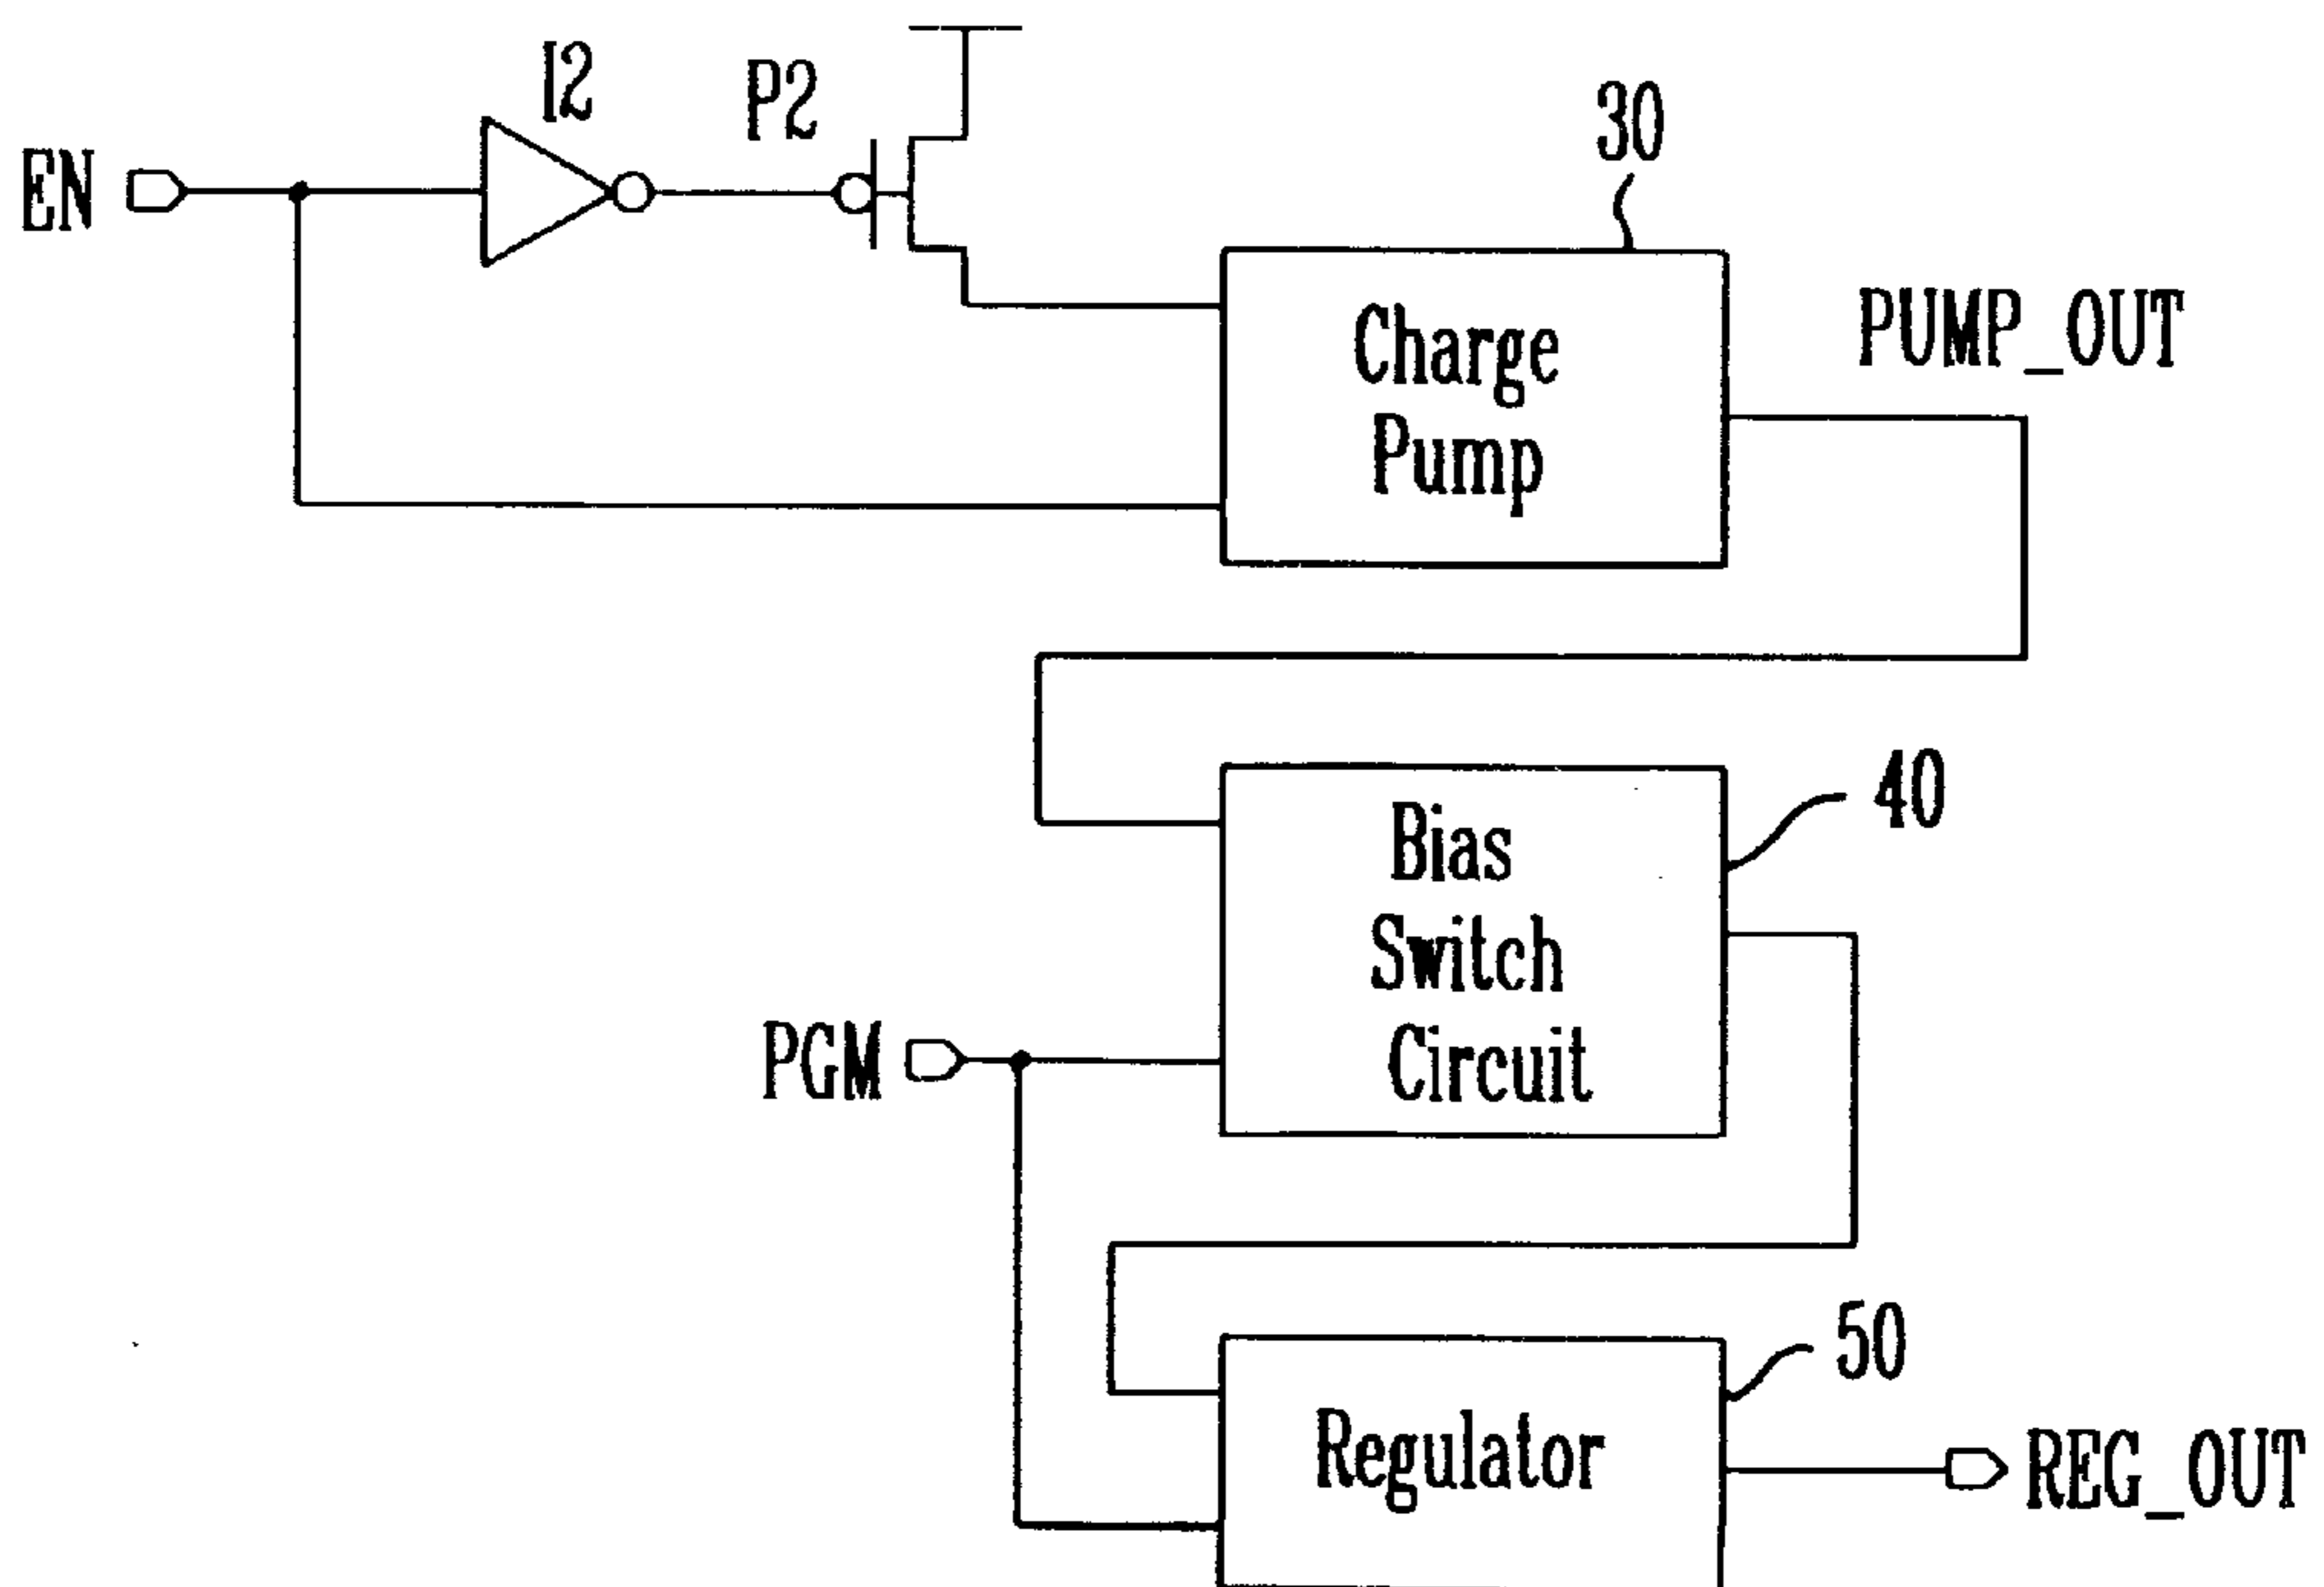 I2
P2
EN
30
Charge
Pump
PUMP_OUT
40
Bias
Switch
Circuit
PGM
50
Regulator
REG_OUT